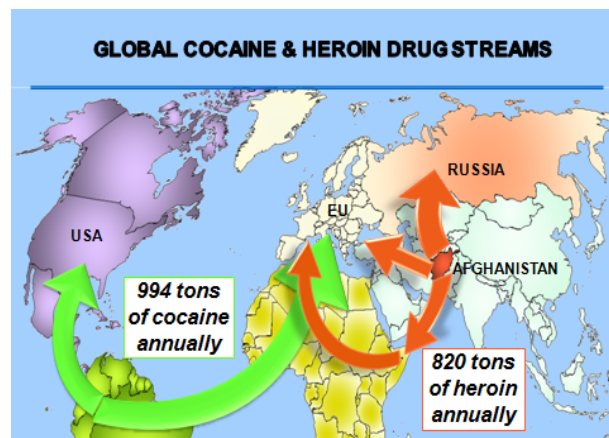 GLOBAL COCAINE & HEROIN DRUG STREAMS
RUSSIA
EU
USA
AFGHANISTAN
994 tons
of cocaine
annually
820 tons
of heroin
annually